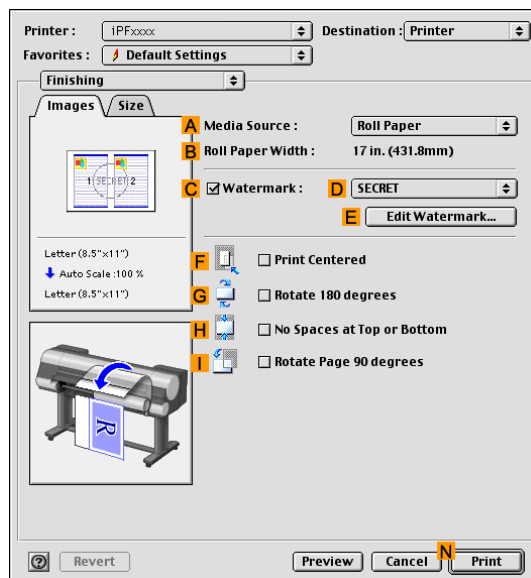 Printer : iPFxxxx Destination : Printer
Favorites : Default Settings
Finishing
Images Size
A Media Source : Roll Paper
B Roll Paper Width : 17 in. (431.8mm)
1 SECRET 2
C Watermark : D SECRET
E Edit Watermark...
Letter (8.5"x11")
Auto Scale :100 %
Letter (8.5"x11")
F Print Centered
G Rotate 180 degrees
H No Spaces at Top or Bottom
I Rotate Page 90 degrees
R
N
? Revert Preview Cancel Print